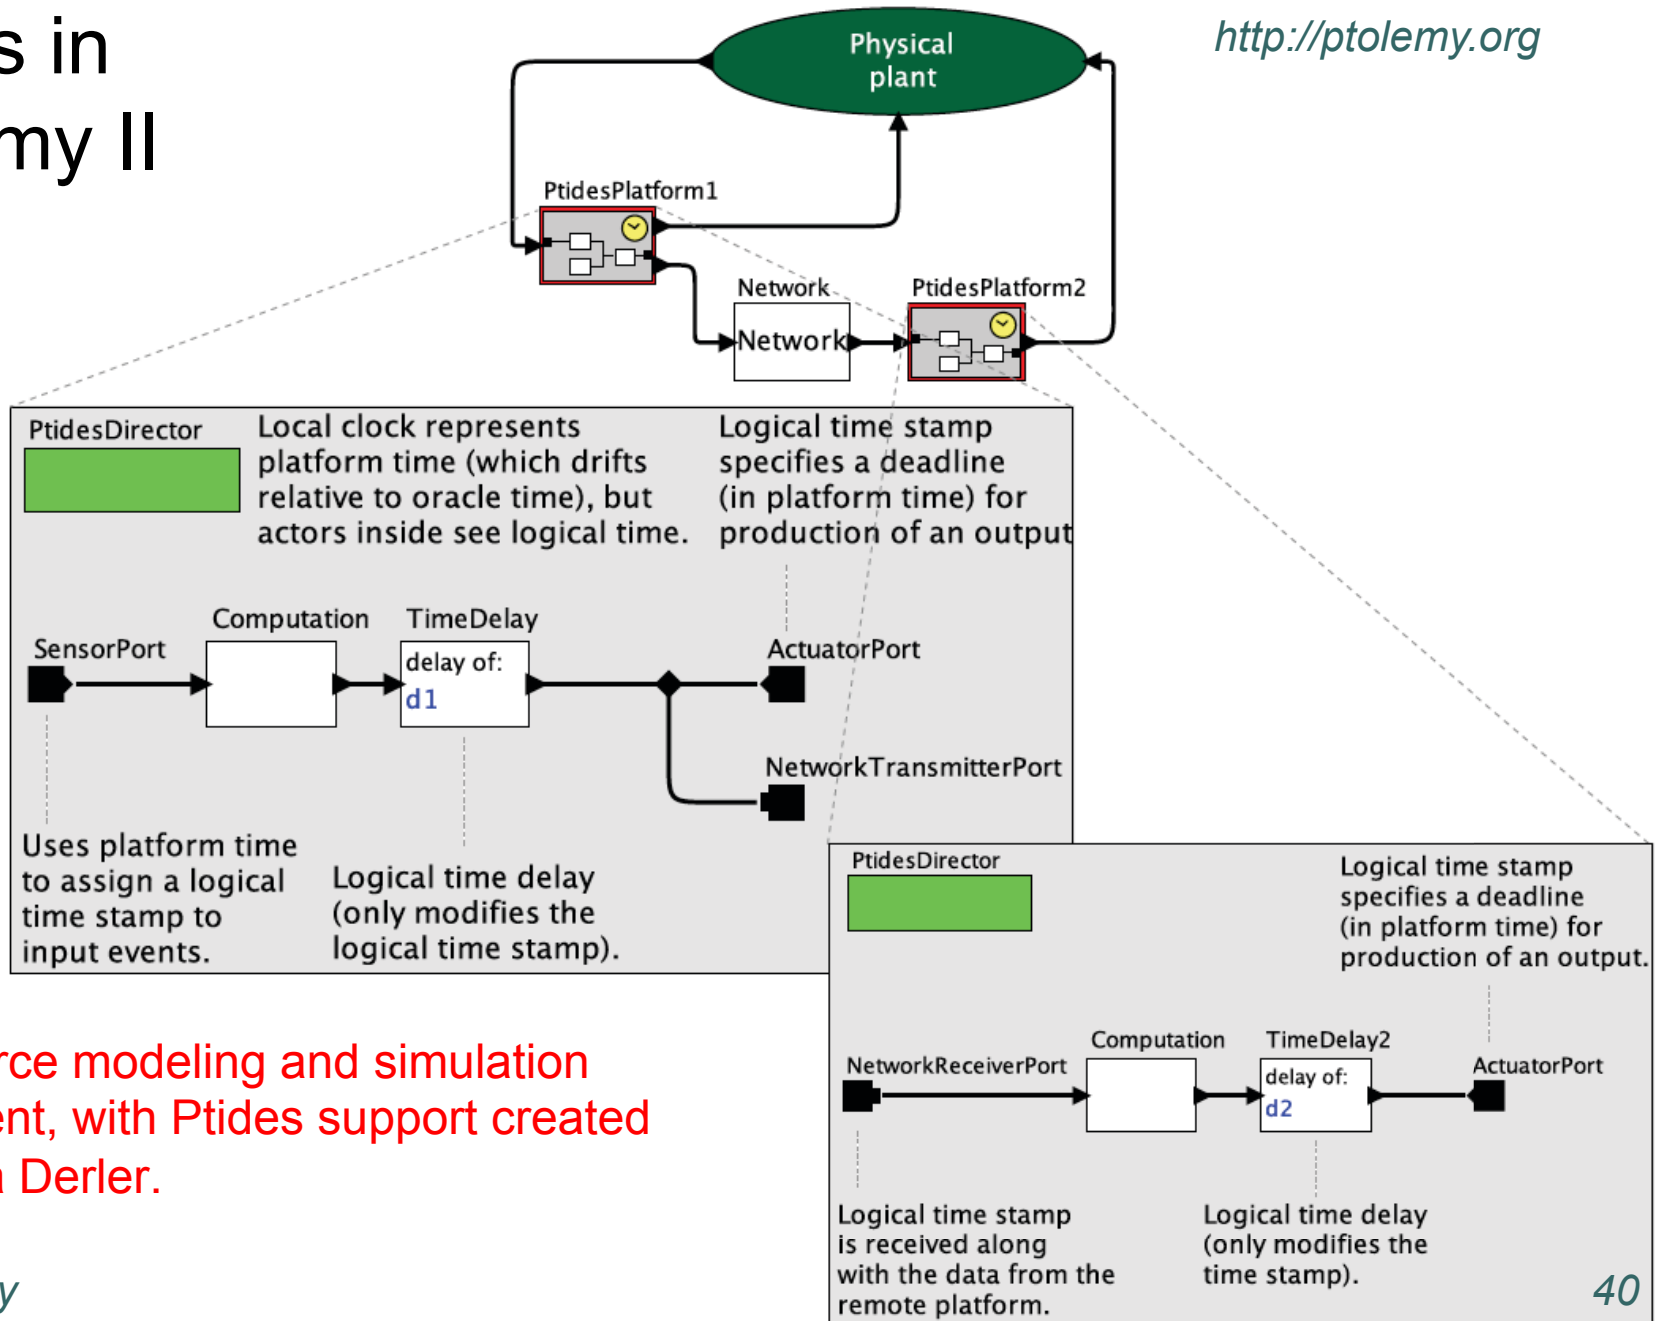 s in
my II
http://ptolemy.org
Physical
plant
PtidesPlatform1
Network
Network
PtidesPlatform2
PtidesDirector
Local clock represents
platform time (which drifts
relative to oracle time), but
actors inside see logical time.
Logical time stamp
specifies a deadline
(in platform time) for
production of an output
SensorPort
Computation
TimeDelay
delay of:
d1
ActuatorPort
NetworkTransmitterPort
Uses platform time
to assign a logical
time stamp to
input events.
Logical time delay
(only modifies the
logical time stamp).
PtidesDirector
Logical time stamp
specifies a deadline
(in platform time) for
production of an output.
NetworkReceiverPort
Computation
TimeDelay2
delay of:
d2
ActuatorPort
Logical time stamp
is received along
with the data from the
remote platform.
Logical time delay
(only modifies the
time stamp).
rce modeling and simulation
ent, with Ptides support created
a Derler.
y
40